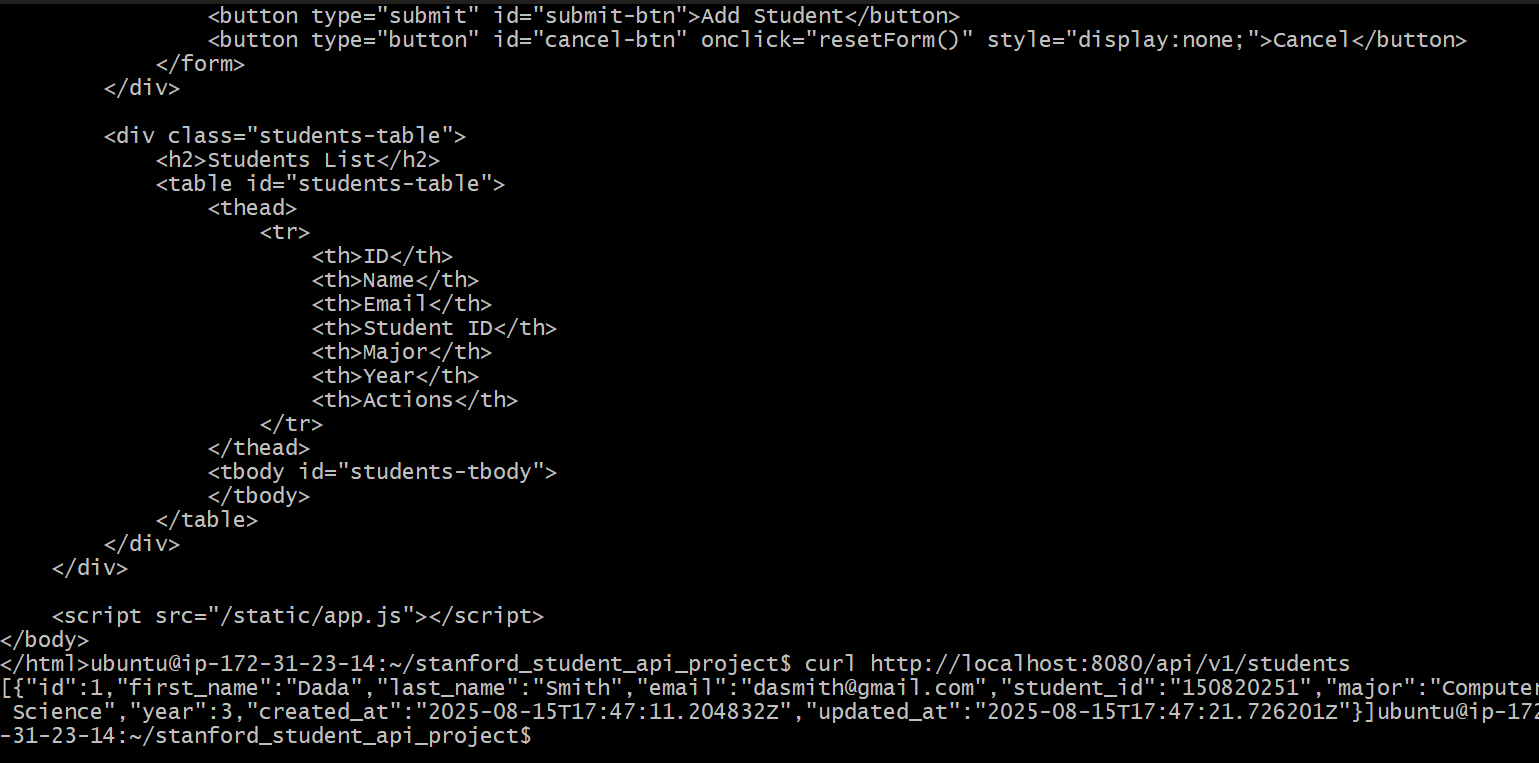 <button type="submit" id="submit-btn">Add Student</button>
<button type="button" id="cancel-btn" onclick="resetForm()" style="display:none;">Cancel</button>
</form>
</div>
<div class="students-table">
<h2>Students List</h2>
<table id="students-table">
<thead>
<tr>
<th>ID</th>
<th>Name</th>
<th>Email</th>
<th>Student ID</th>
<th>Major</th>
<th>Year</th>
<th>Actions</th>
</tr>
</thead>
<tbody id="students-tbody">
</tbody>
</table>
</div>
</div>
<script src="/static/app.js"></script>
</body>
</html>ubuntu@ip-172-31-23-14:~/stanford_student_api_project$ curl http://localhost:8080/api/v1/students
[{"id":1,"first_name":"Dada","last_name":"Smith","email":"dasmith@gmail.com","student_id":"150820251","major":"Computer
Science","year":3,"created_at":"2025-08-15T17:47:11.204832Z","updated_at":"2025-08-15T17:47:21.726201Z"}]ubuntu@ip-172
-31-23-14:~/stanford_student_api_project$